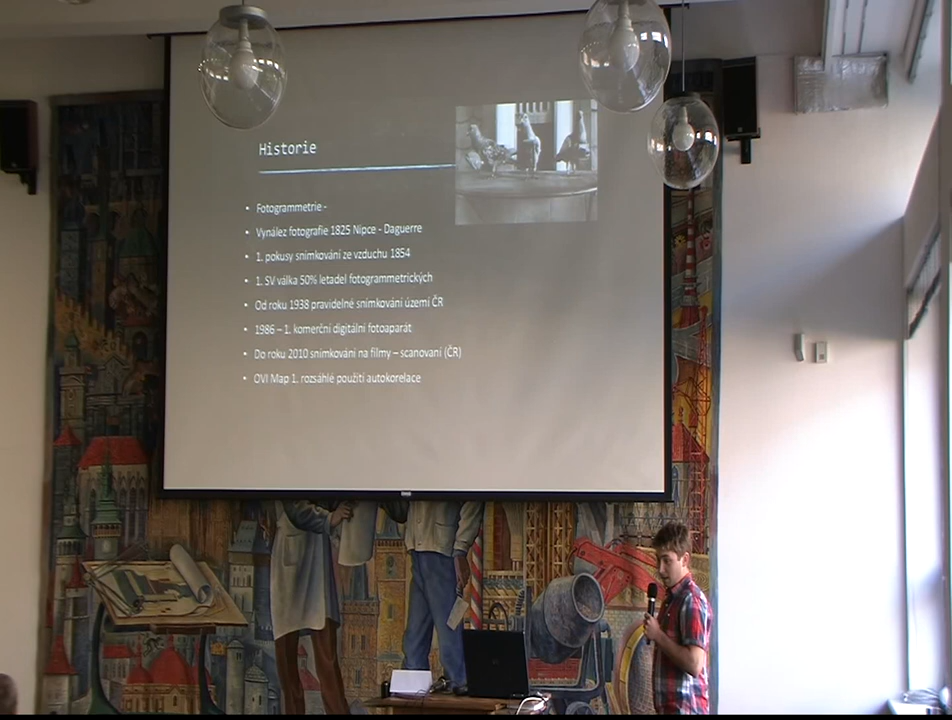 Historie
• Fotogrammetrie -
• Vynález fotografie 1825 Nipce - Daguerre
• 1. pokusy snímkování ze vzduchu 1854
• 1. SV válka 50% letadel fotogrammetrických
• Od roku 1938 pravidelné snímkování území ČR
• 1986 – 1. komerční digitální fotoaparát
• Do roku 2010 snímkování na filmy – scanovaní (ČR)
• OVI Map 1. rozsáhlé použití autokorelace